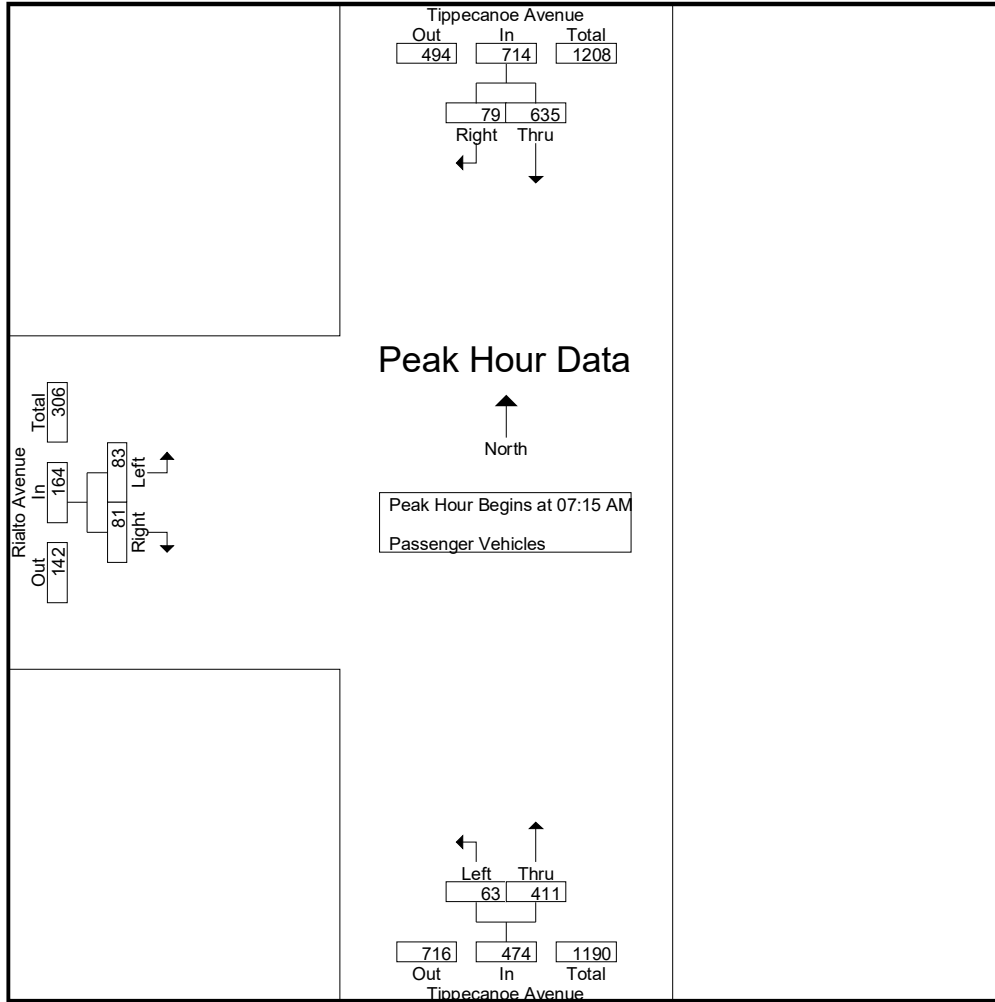 Tippecanoe Avenue
Out In Total
494 714 1208
79 635
Right Thru
Peak Hour Data
North
Peak Hour Begins at 07:15 AM
Passenger Vehicles
Rialto Avenue
Out In Total
142 164 306
81 83
Right Left
Left Thru
63 411
716 474 1190
Out In Total
Tippecanoe Avenue